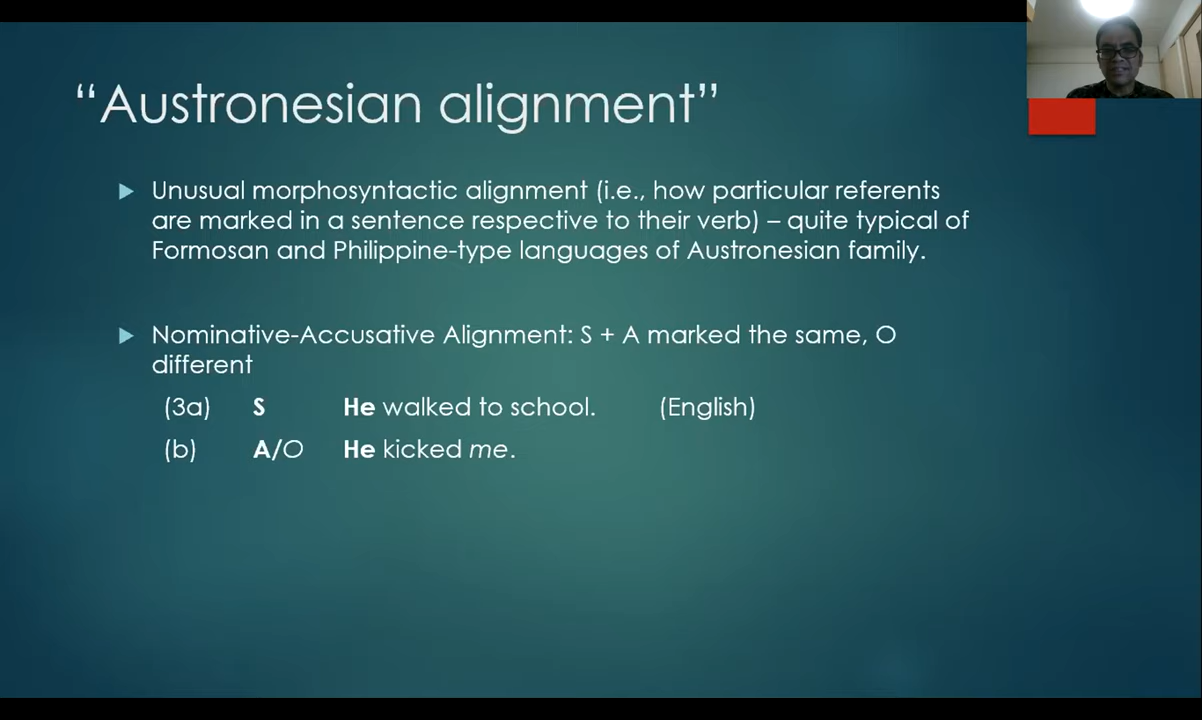 “Austronesian alignment”
Unusual morphosyntactic alignment (i.e., how particular referents
are marked in a sentence respective to their verb) – quite typical of
Formosan and Philippine-type languages of Austronesian family.
Nominative-Accusative Alignment: S + A marked the same, O
different
(3a) S He walked to school. (English)
(b) A/O He kicked me.